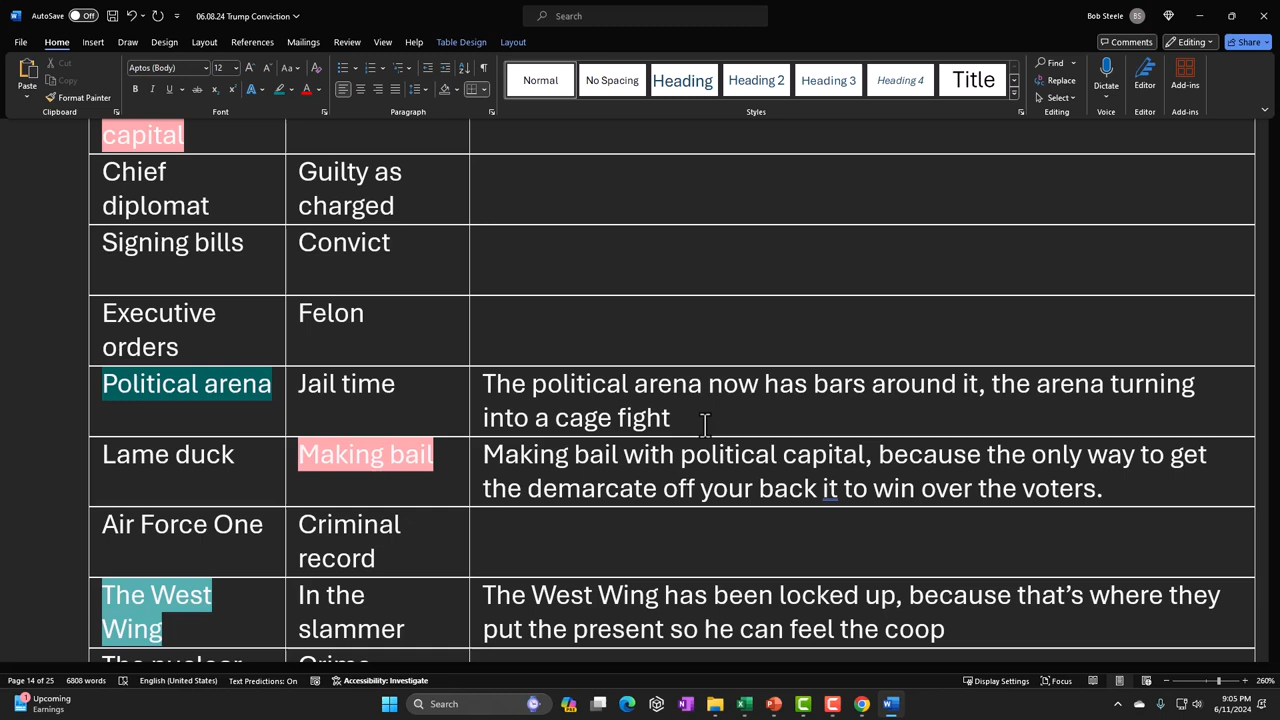 AutoSave Off 06.08.24 Trump Conviction Search Bob Steele BS
File Home Insert Draw Design Layout References Mailings Review View Help Table Design Layout Comments Editing Share
Paste Cut Copy Format Painter Clipboard
Aptos (Body) 12 Font
Paragraph
Normal No Spacing Heading Heading 2 Heading 3 Heading 4 Title Styles
Find Replace Select Editing
Dictate Voice
Editor Editor
Add-ins Add-ins
capital
Chief Guilty as
diplomat charged
Signing bills Convict
Executive Felon
orders
Political arena Jail time The political arena now has bars around it, the arena turning
into a cage fight
Lame duck Making bail Making bail with political capital, because the only way to get
the demarcate off your back it to win over the voters.
Air Force One Criminal
record
The West In the The West Wing has been locked up, because that’s where they
Wing slammer put the present so he can feel the coop
The nuclear Crime
Page 14 of 25 6808 words English (United States) Text Predictions: On Accessibility: Investigate Display Settings Focus 260%
Upcoming
Earnings
Search
9:05 PM
6/11/2024